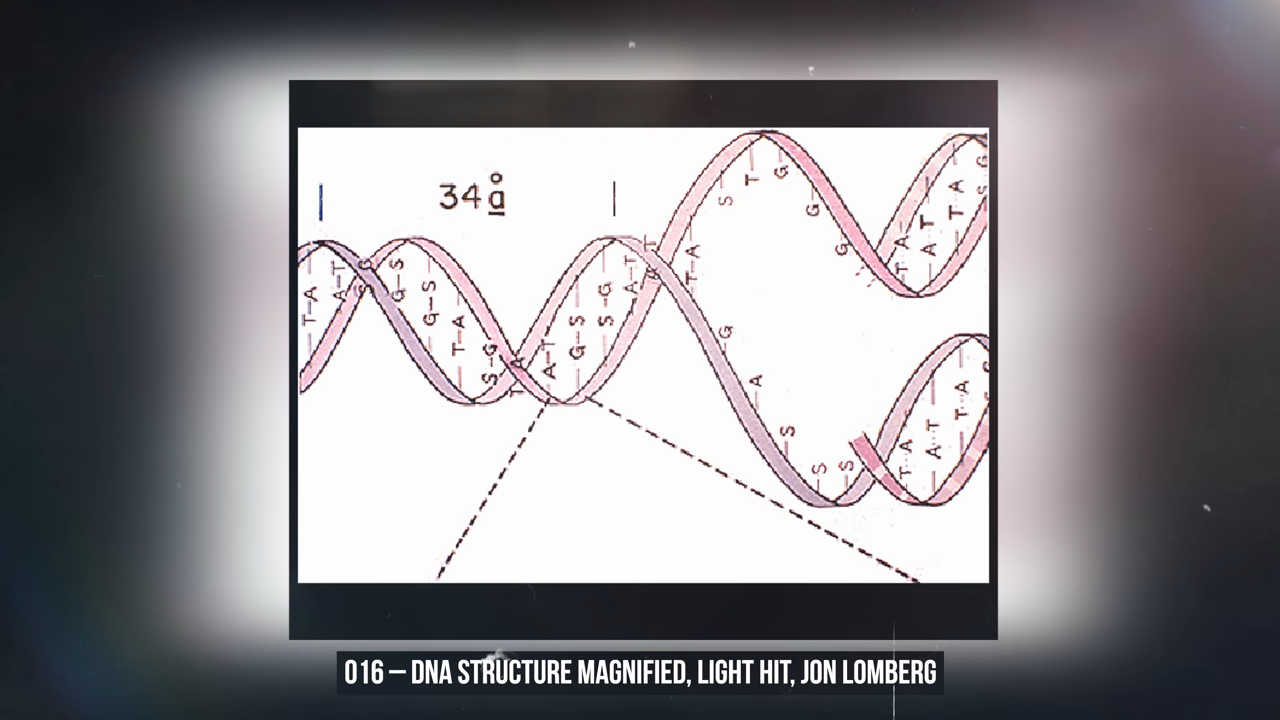 34 å
T-A
A-T
S G
G-S
G-S
T-A
S-G
T A
A-T
G-S
S-G
A-T
A T
T-A
S
T
G
G
G
T A
A T
T A
S G
G
A
S
S
S
T A
A T
T A
016 – DNA STRUCTURE MAGNIFIED, LIGHT HIT, JON LOMBERG